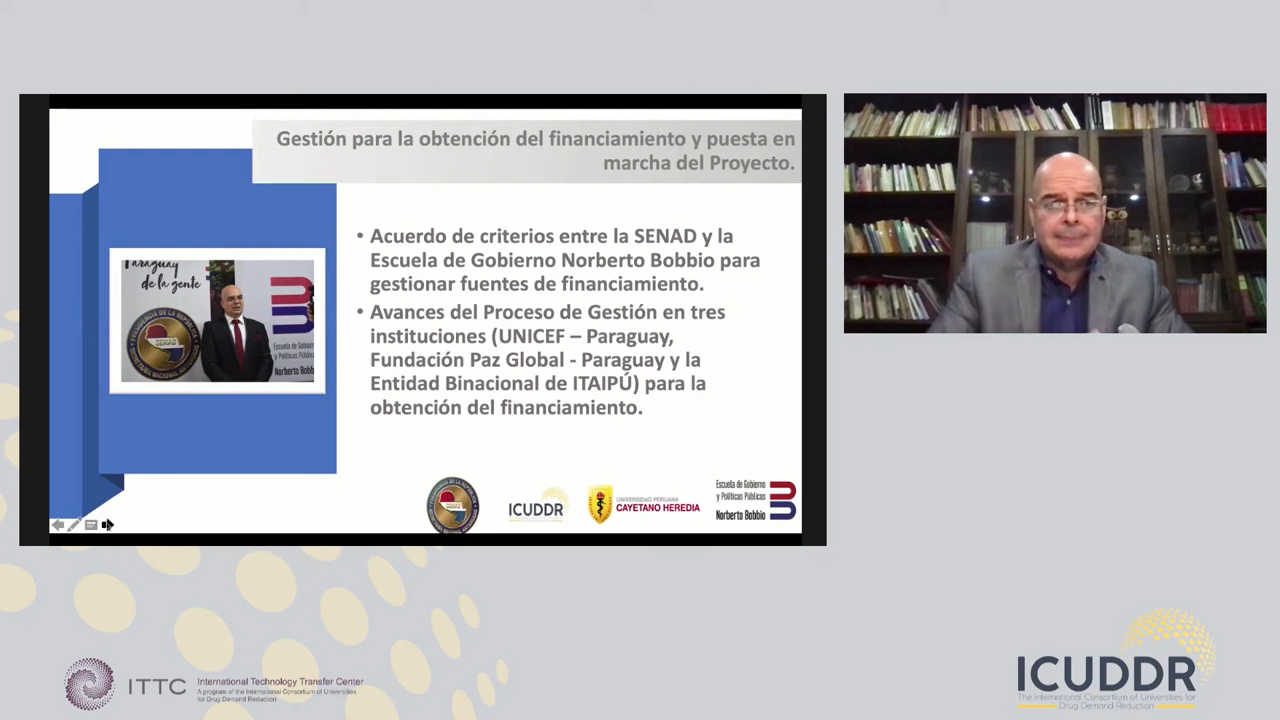 Gestión para la obtención del financiamiento y puesta en
marcha del Proyecto.
• Acuerdo de criterios entre la SENAD y la
Escuela de Gobierno Norberto Bobbio para
gestionar fuentes de financiamiento.
• Avances del Proceso de Gestión en tres
instituciones (UNICEF – Paraguay,
Fundación Paz Global - Paraguay y la
Entidad Binacional de ITAIPÚ) para la
obtención del financiamiento.
Paraguay
de la gente
SENAD
Escuela de Gobierno
y Políticas Públicas
Norberto Bobbio
ICUDDR
UNIVERSIDAD PERUANA
CAYETANO HEREDIA
Escuela de Gobierno
y Políticas Públicas
Norberto Bobbio
ITTC
International Technology Transfer Center
A program of the International Consortium of Universities
for Drug Demand Reduction
ICUDDR
The International Consortium of Universities for
Drug Demand Reduction